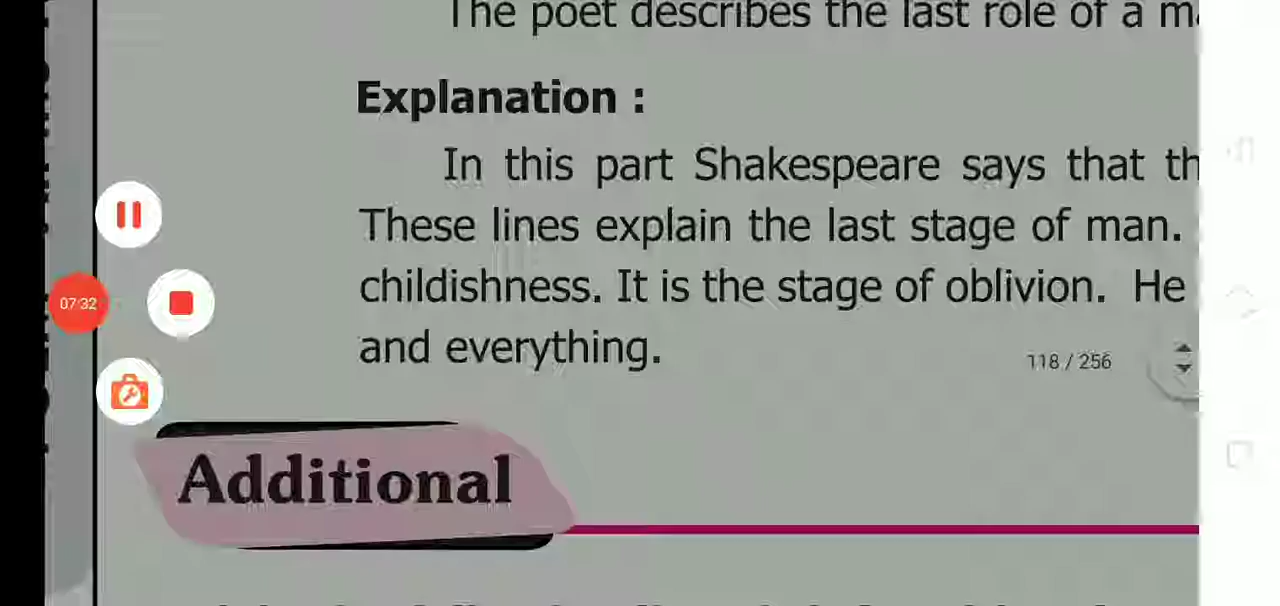 The poet describes the last role of a
Explanation :
In this part Shakespeare says that
These lines explain the last stage of man.
childishness. It is the stage of oblivion. He
and everything.
118 / 256
07:32
Additional